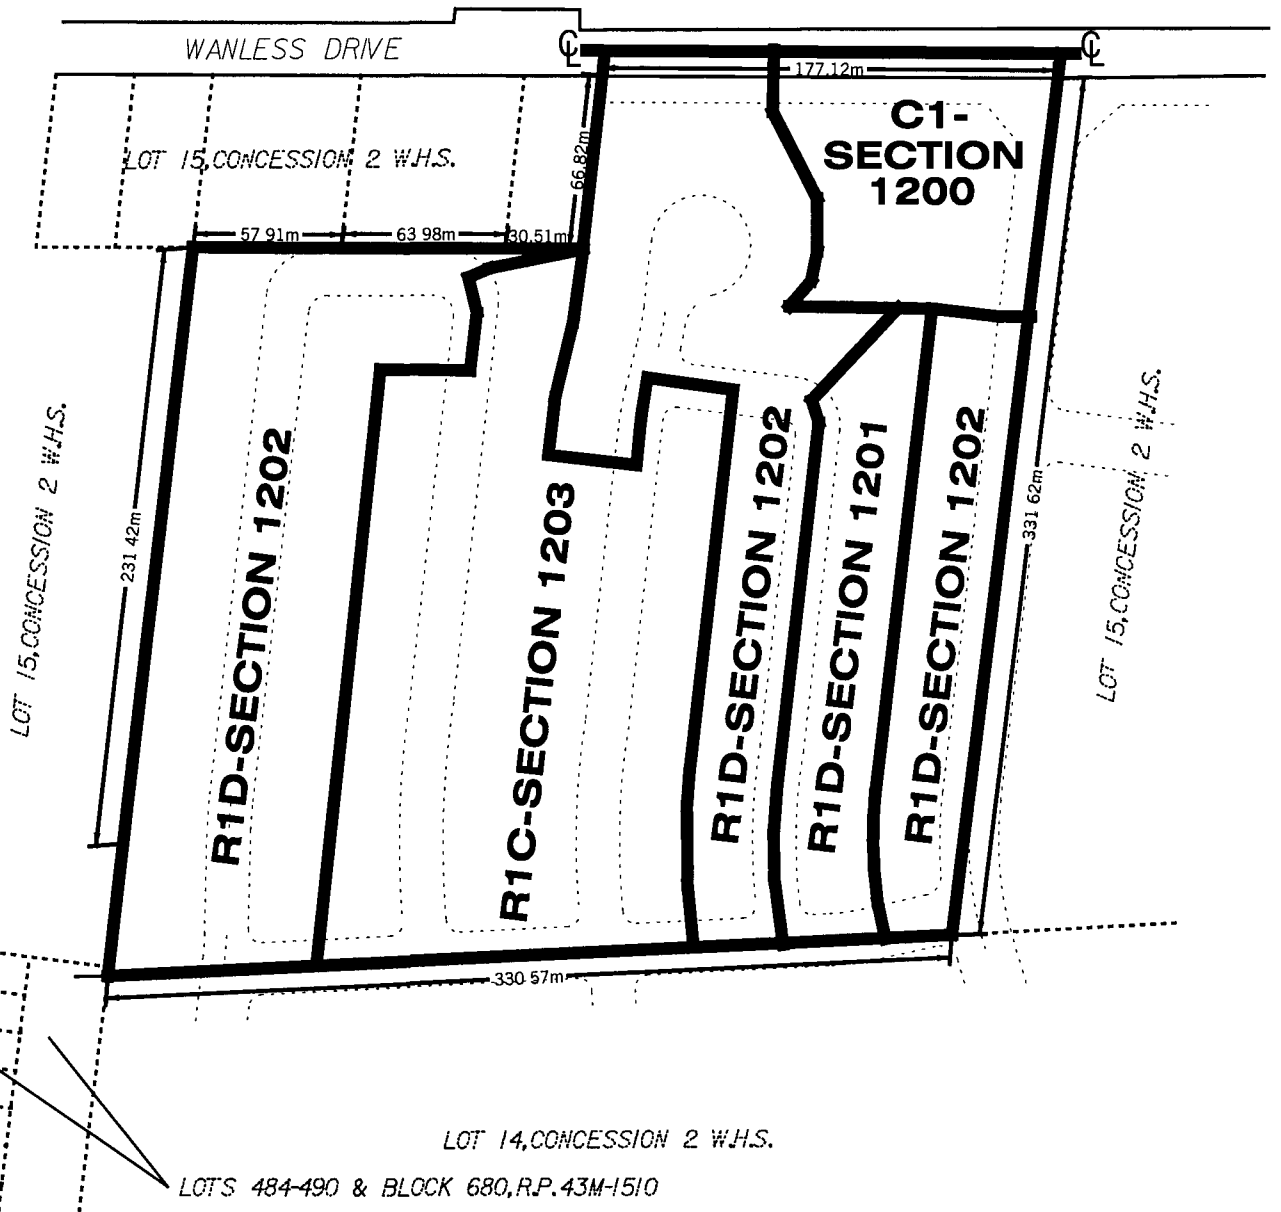 WANLESS DRIVE
℄
℄
177.12m
C1-
SECTION
1200
66.82m
LOT 15,CONCESSION 2 W.H.S.
57 91m
63 98m
30.51m
LOT 15,CONCESSION 2 W.H.S.
231 42m
R1D-SECTION 1202
R1C-SECTION 1203
R1D-SECTION 1202
R1D-SECTION 1201
R1D-SECTION 1202
331 62m
LOT 15,CONCESSION 2 W.H.S.
330 57m
LOT 14,CONCESSION 2 W.H.S.
LOTS 484-490 & BLOCK 680,R.P.43M-1510